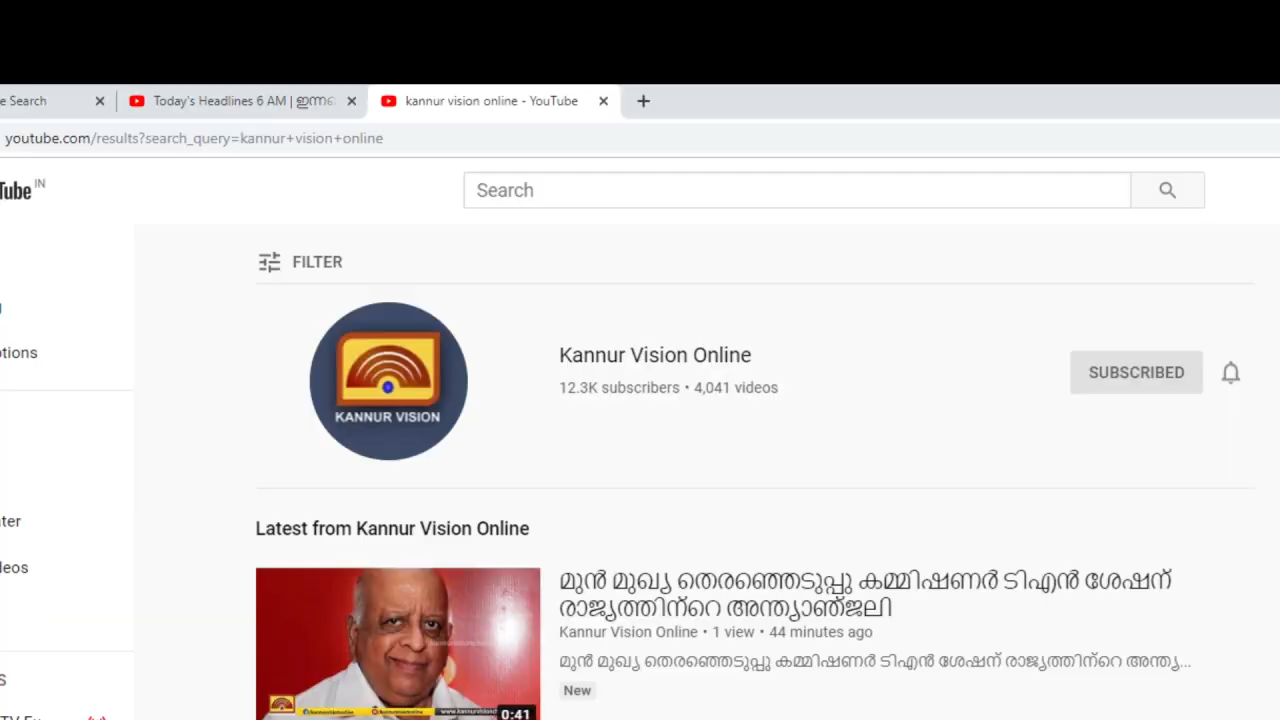 e Search
Today's Headlines 6 AM | ഇന്ന
kannur vision online - YouTube
youtube.com/results?search_query=kannur+vision+online
Tube IN
Search
FILTER
KANNUR VISION
Kannur Vision Online
12.3K subscribers • 4,041 videos
SUBSCRIBED
otions
ter
leos
S
Latest from Kannur Vision Online
മുൻ മുഖ്യ തെരഞ്ഞെടുപ്പു കമ്മിഷണർ ടിഎൻ ശേഷന്
രാജ്യത്തിന്റെ അന്ത്യാഞ്ജലി
Kannur Vision Online • 1 view • 44 minutes ago
മുൻ മുഖ്യ തെരഞ്ഞെടുപ്പു കമ്മിഷണർ ടിഎൻ ശേഷന് രാജ്യത്തിന്റെ അന്ത്യ...
New
0:41